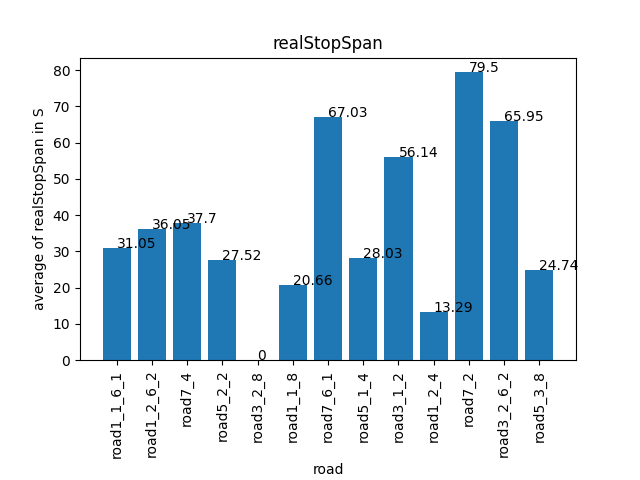 realStopSpan
average of realStopSpan in S
80
70
60
50
40
30
20
10
0
31.05
36.05
37.7
27.52
0
20.66
67.03
28.03
56.14
13.29
79.5
65.95
24.74
road1_1_6_1
road1_2_6_2
road7_4
road5_2_2
road3_2_8
road1_1_8
road7_6_1
road5_1_4
road3_1_2
road1_2_4
road7_2
road3_2_6_2
road5_3_8
road